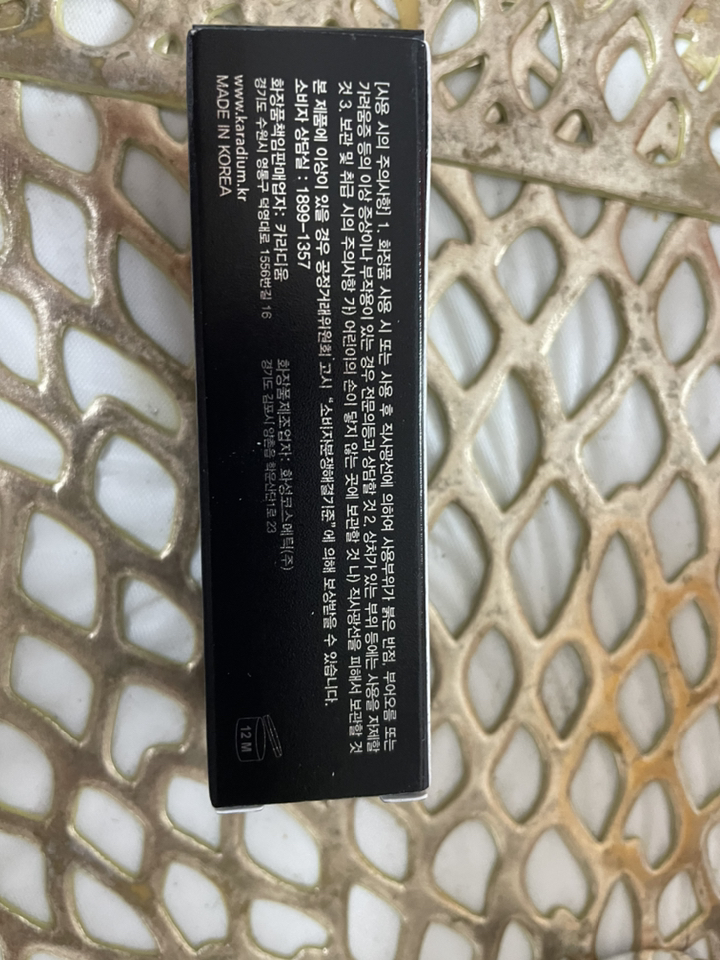 [사용 시의 주의사항] 1. 화장품 사용 시 또는 사용 후 직사광선에 의하여 사용부위가 붉은 반점, 부어오름 또는
가려움증 등의 이상 증상이나 부작용이 있는 경우 전문의등과 상담할 것 2. 상처가 있는 부위 등에는 사용을 자제할
것 3. 보관 및 취급 시의 주의사항 가) 어린이의 손이 닿지 않는 곳에 보관할 것 나) 직사광선을 피해서 보관할 것
본 제품에 이상이 있을 경우 공정거래위원회 고시 “소비자분쟁해결기준”에 의해 보상받을 수 있습니다.
소비자 상담실 : 1899-1357
화장품책임판매업자: 카라디움
경기도 수원시 영통구 덕영대로 1556번길 16
www.karadium.kr
MADE IN KOREA
화장품제조업자: 화성코스메틱(주)
경기도 김포시 양촌읍 학운산단1로 23
12 M